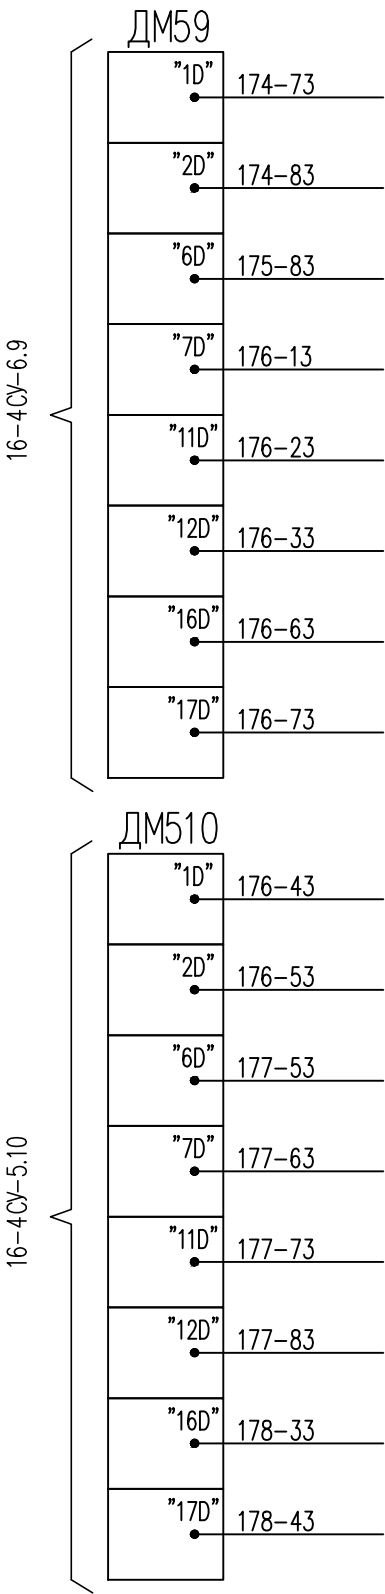 ДМ59
"1D" 174-73
"2D" 174-83
"6D" 175-83
"7D" 176-13
"11D" 176-23
"12D" 176-33
"16D" 176-63
"17D" 176-73
16-4СУ-6.9
ДМ510
"1D" 176-43
"2D" 176-53
"6D" 177-53
"7D" 177-63
"11D" 177-73
"12D" 177-83
"16D" 178-33
"17D" 178-43
16-4СУ-5.10